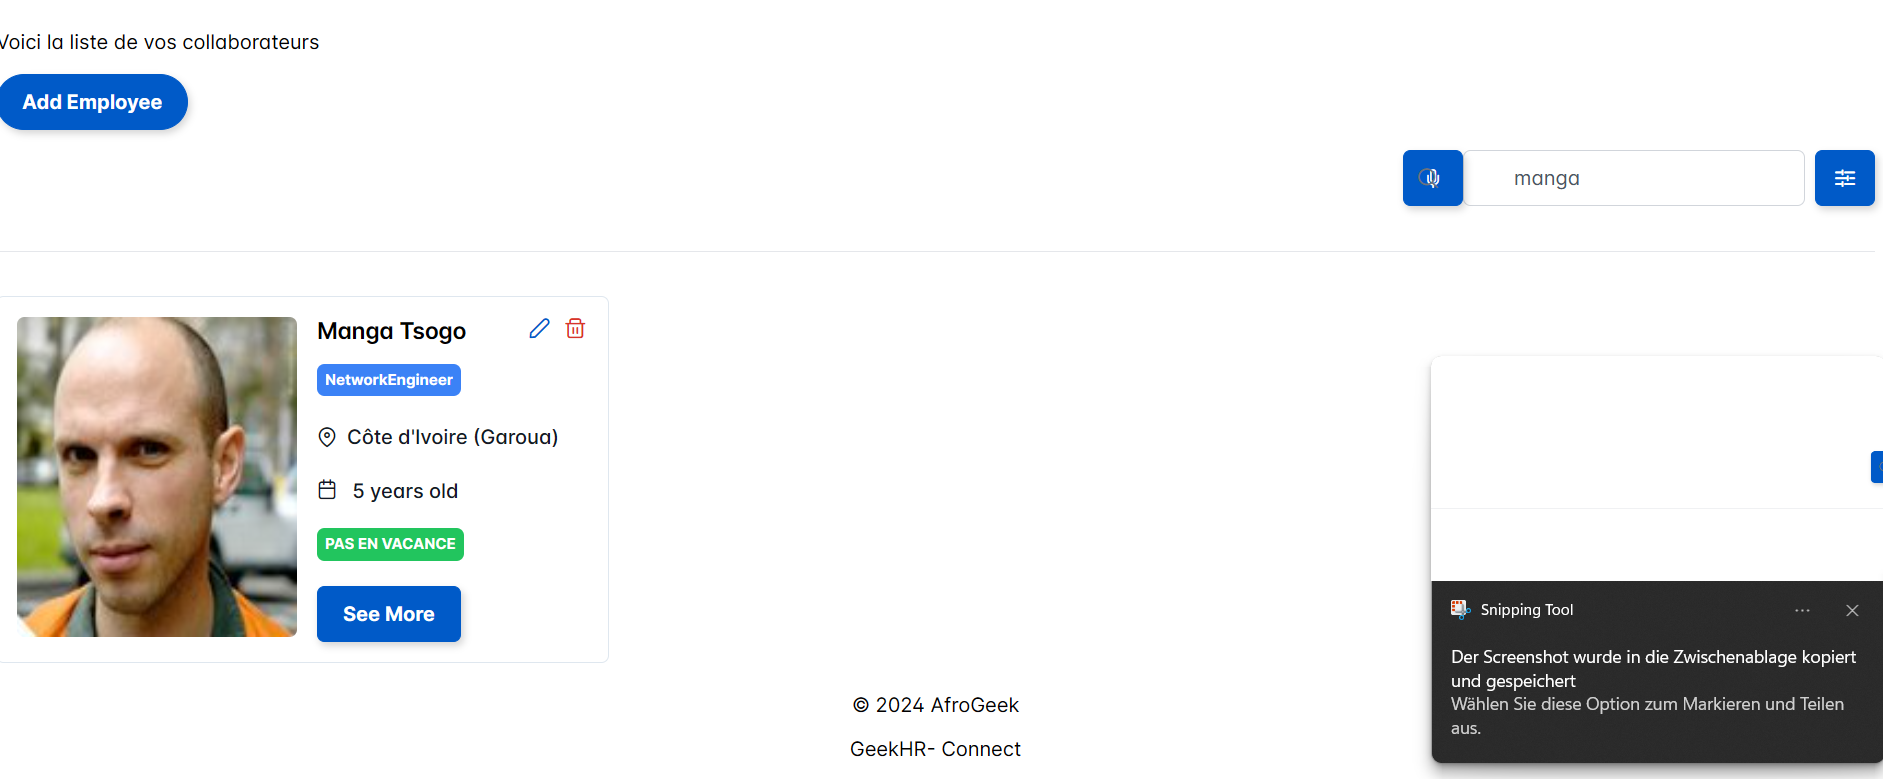 Voici la liste de vos collaborateurs
Add Employee
manga
Manga Tsogo
NetworkEngineer
Côte d'Ivoire (Garoua)
5 years old
PAS EN VACANCE
See More
© 2024 AfroGeek
GeekHR- Connect
Snipping Tool
Der Screenshot wurde in die Zwischenablage kopiert
und gespeichert
Wählen Sie diese Option zum Markieren und Teilen
aus.